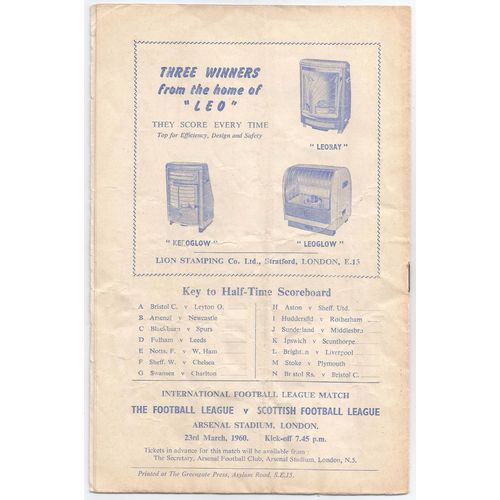 THREE WINNERS
from the home of
"LEO"
THEY SCORE EVERY TIME
Top for Efficiency, Design and Safety
"LEORAY"
"KEROGLOW"
"LEOGLOW"
LION STAMPING Co. Ltd., Stratford, LONDON, E.15
Key to Half-Time Scoreboard
A Bristol C. v Leyton O.
B Arsenal v Newcastle
C Blackburn v Spurs
D Fulham v Leeds
E Notts. F. v W. Ham
F Sheff. W. v Chelsea
G Swansea v Charlton
H Aston v Sheff. Utd.
I Huddersfld v Rotherham
J Sunderland v Middlesbro
K Ipswich v Scunthorpe
L Brighton v Liverpool
M Stoke v Plymouth
N Bristol Rs. v Bristol C.
INTERNATIONAL FOOTBALL LEAGUE MATCH
THE FOOTBALL LEAGUE v SCOTTISH FOOTBALL LEAGUE
ARSENAL STADIUM, LONDON.
23rd March, 1960. Kick-off 7.45 p.m.
Tickets in advance for this match will be available from:
The Secretary, Arsenal Football Club, Arsenal Stadium, London, N.5.
Printed at The Greengate Press, Asylum Road, S.E.15.